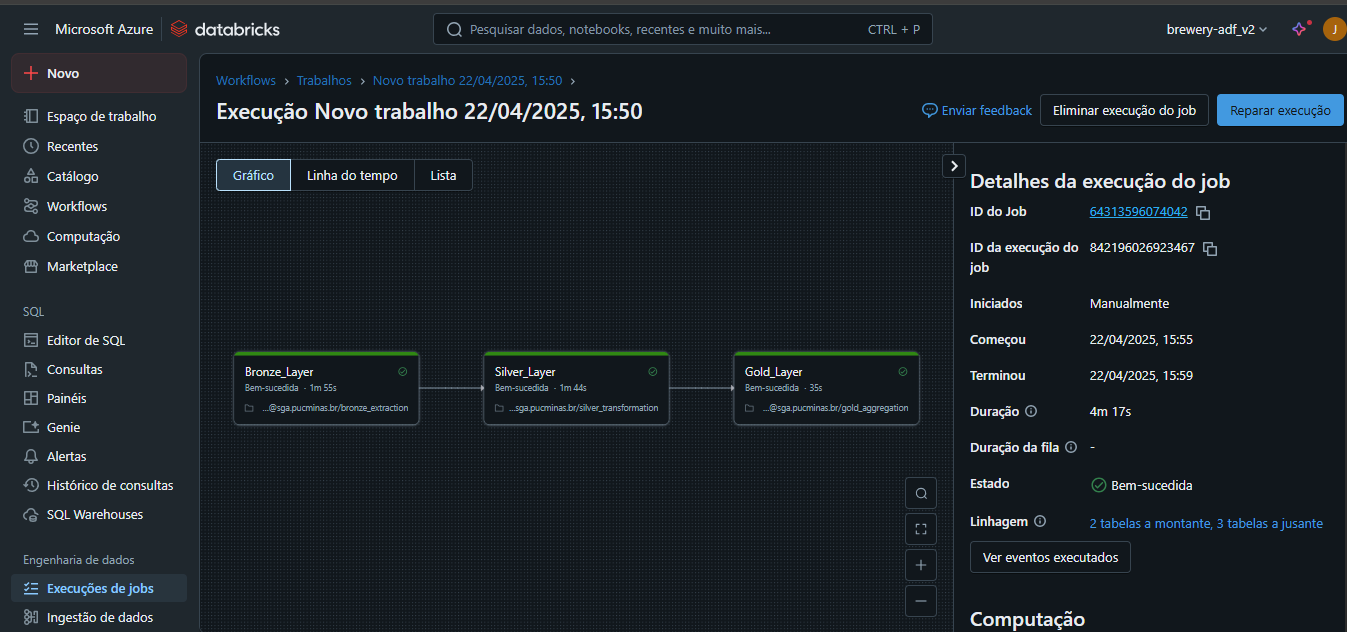 Microsoft Azure
databricks
Pesquisar dados, notebooks, recentes e muito mais...
CTRL + P
brewery-adf_v2
J
Novo
Espaço de trabalho
Recentes
Catálogo
Workflows
Computação
Marketplace
SQL
Editor de SQL
Consultas
Painéis
Genie
Alertas
Histórico de consultas
SQL Warehouses
Engenharia de dados
Execuções de jobs
Ingestão de dados
Workflows › Trabalhos › Novo trabalho 22/04/2025, 15:50 ›
Execução Novo trabalho 22/04/2025, 15:50
Enviar feedback
Eliminar execução do job
Reparar execução
Gráfico
Linha do tempo
Lista
Bronze_Layer
Bem-sucedida · 1m 55s
...@sga.pucminas.br/bronze_extraction
Silver_Layer
Bem-sucedida · 1m 44s
...sga.pucminas.br/silver_transformation
Gold_Layer
Bem-sucedida · 35s
...@sga.pucminas.br/gold_aggregation
Detalhes da execução do job
ID do Job 64313596074042
ID da execução do job 842196026923467
Iniciados Manualmente
Começou 22/04/2025, 15:55
Terminou 22/04/2025, 15:59
Duração 4m 17s
Duração da fila -
Estado Bem-sucedida
Linhagem 2 tabelas a montante, 3 tabelas a jusante
Ver eventos executados
Computação